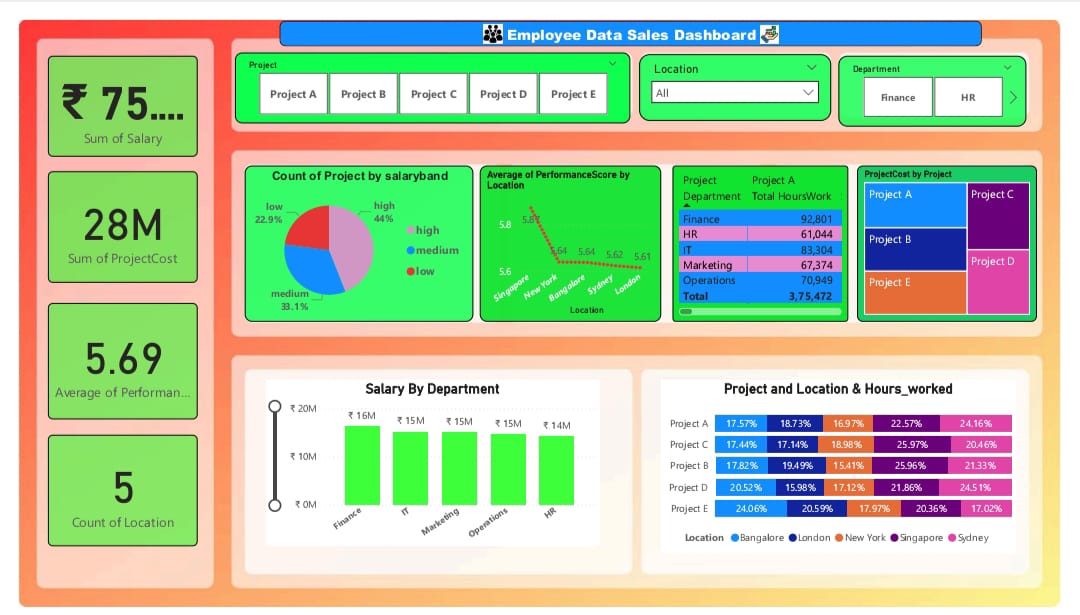 Employee Data Sales Dashboard
₹ 75....
Sum of Salary
28M
Sum of ProjectCost
5.69
Average of Performan...
5
Count of Location
Project
Project A
Project B
Project C
Project D
Project E
Location
All
Department
Finance
HR
Count of Project by salaryband
low
22.9%
high
44%
medium
33.1%
high
medium
low
Average of PerformanceScore by
Location
5.8
5.6
5.64
5.64
5.62
5.61
Singapore
New York
Bangalore
Sydney
London
Location
Project Project A
Department Total HoursWork
Finance 92,801
HR 61,044
IT 83,304
Marketing 67,374
Operations 70,949
Total 3,75,472
ProjectCost by Project
Project A
Project B
Project E
Project C
Project D
Salary By Department
₹ 20M
₹ 10M
₹ 0M
₹ 16M
₹ 15M
₹ 15M
₹ 15M
₹ 14M
Finance
IT
Marketing
Operations
HR
Project and Location & Hours_worked
Project A 17.57% 18.73% 16.97% 22.57% 24.16%
Project C 17.44% 17.14% 18.98% 25.97% 20.46%
Project B 17.82% 19.49% 15.41% 25.96% 21.33%
Project D 20.52% 15.98% 17.12% 21.86% 24.51%
Project E 24.06% 20.59% 17.97% 20.36% 17.02%
Location Bangalore London New York Singapore Sydney